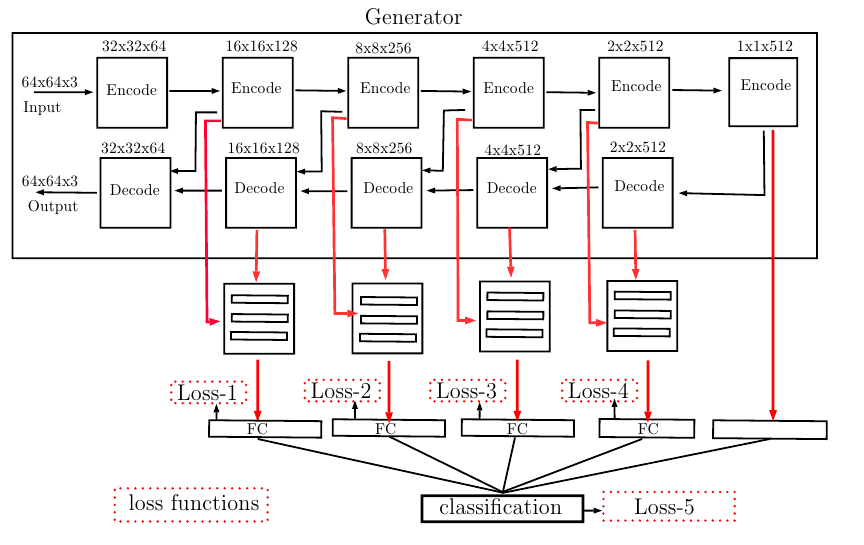 Generator
32x32x64 16x16x128 8x8x256 4x4x512 2x2x512 1x1x512
64x64x3 Encode Encode Encode Encode Encode Encode
Input
32x32x64 16x16x128 8x8x256 4x4x512 2x2x512
64x64x3 Decode Decode Decode Decode Decode
Output
Loss-1 Loss-2 Loss-3 Loss-4
FC FC FC FC
loss functions classification Loss-5